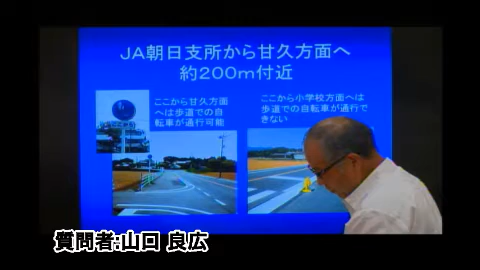 JA朝日支所から甘久方面へ
約200m付近
ここから甘久方面
へは歩道での自
転車が通行可能
ここから小学校方面へは
歩道での自転車が通行で
きない
質問者:山口 良広